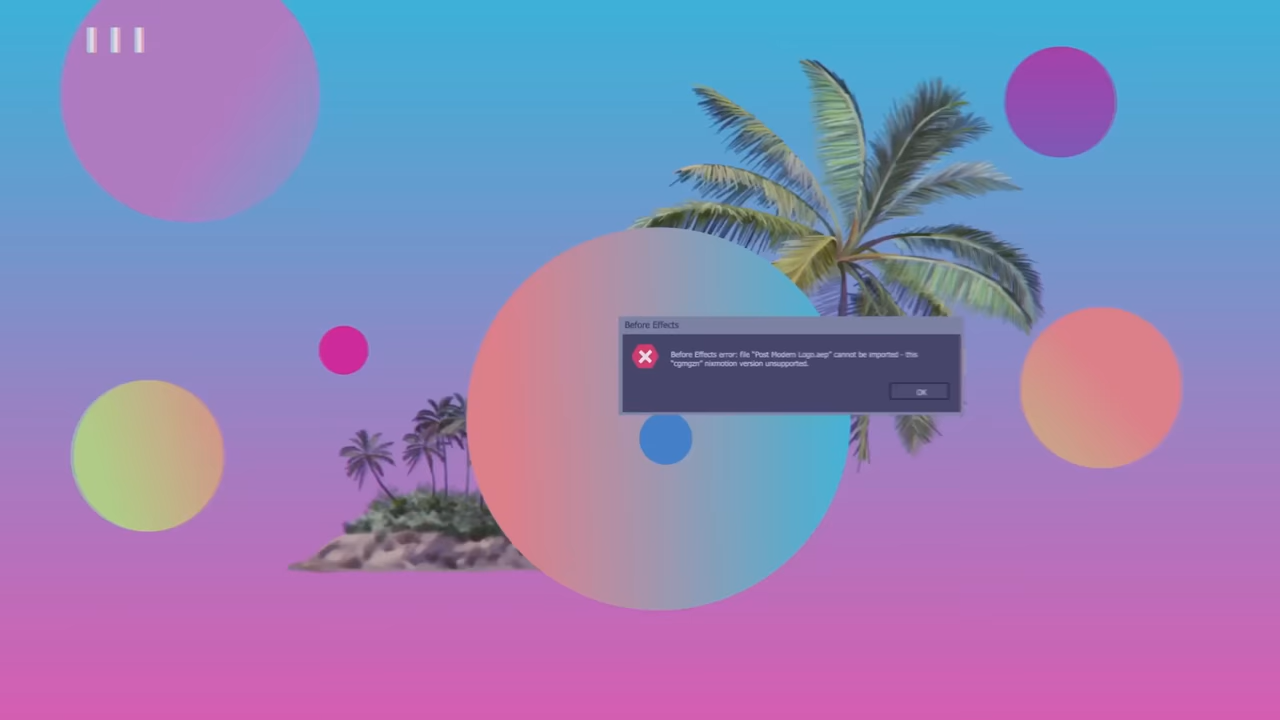 Before Effects
Before Effects error: file "Post Modern Logo.aep" cannot be imported - this
"cgmgzn" nixmotion version unsupported.
OK